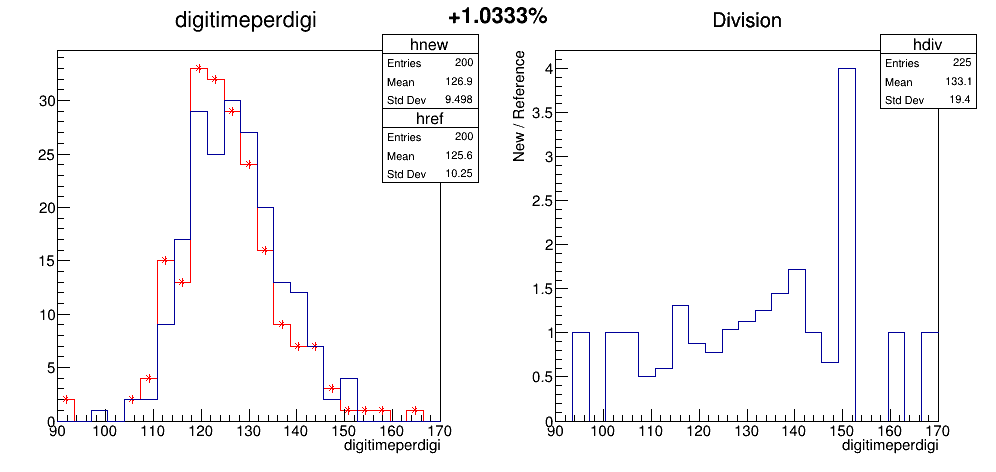 digitimeperdigi
+1.0333%
Division
hnew
Entries 200
Mean 126.9
Std Dev 9.498
href
Entries 200
Mean 125.6
Std Dev 10.25
30
25
20
15
10
5
0
90 100 110 120 130 140 150 160 170
digitimeperdigi
hdiv
Entries 225
Mean 133.1
Std Dev 19.4
New / Reference
4
3.5
3
2.5
2
1.5
1
0.5
0
90 100 110 120 130 140 150 160 170
digitimeperdigi